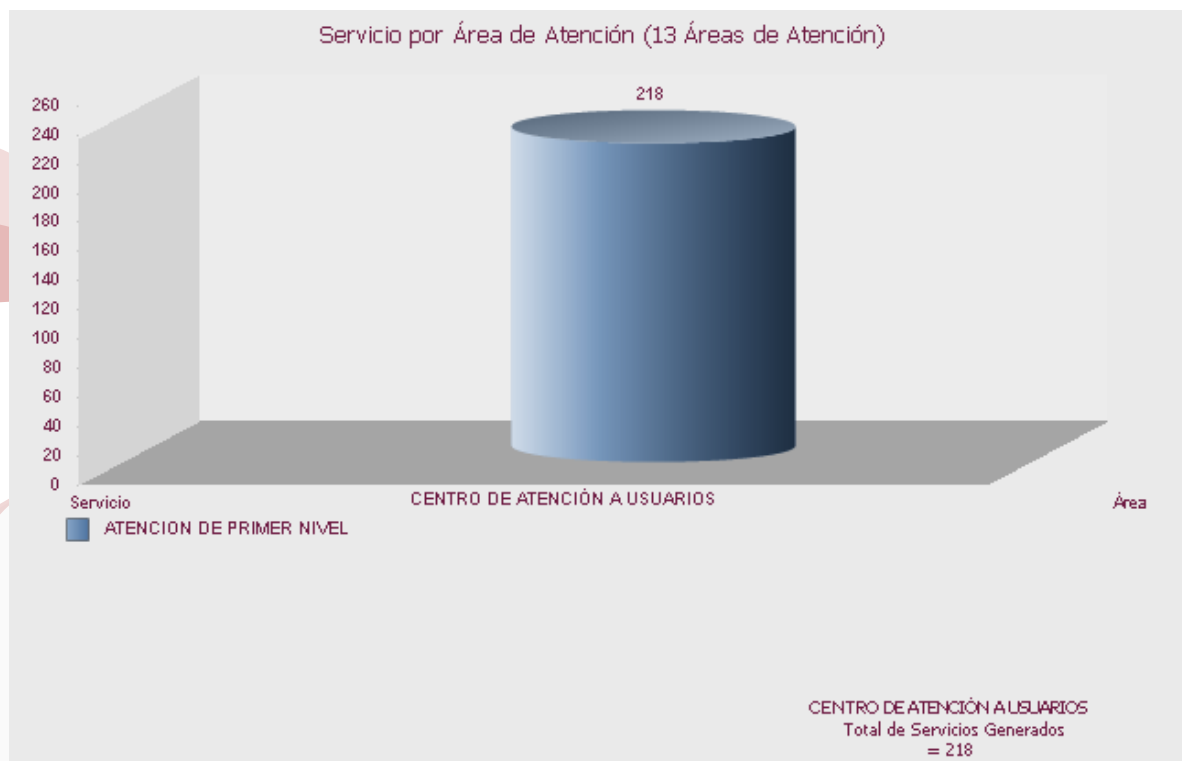 Servicio por Área de Atención (13 Áreas de Atención)
218
260
240
220
200
180
160
140
120
100
80
60
40
20
0
Servicio
CENTRO DE ATENCIÓN A USUARIOS
Área
ATENCION DE PRIMER NIVEL
CENTRO DE ATENCIÓN A USUARIOS
Total de Servicios Generados
= 218